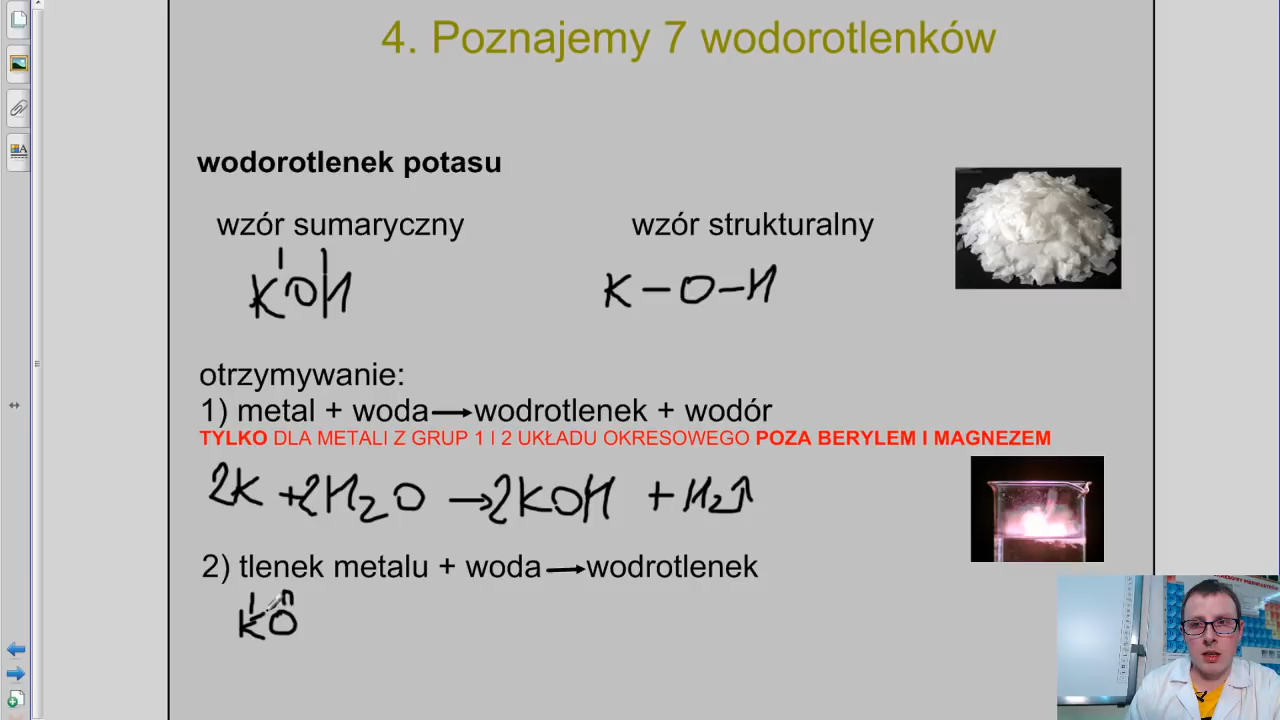 4. Poznajemy 7 wodorotlenków
wodorotlenek potasu
wzór sumaryczny wzór strukturalny
I I
KOH K-O-H
otrzymywanie:
1) metal + woda → wodrotlenek + wodór
TYLKO DLA METALI Z GRUP 1 I 2 UKŁADU OKRESOWEGO POZA BERYLEM I MAGNEZEM
2K + 2H2O → 2KOH + H2↑
2) tlenek metalu + woda → wodrotlenek
I II
KO